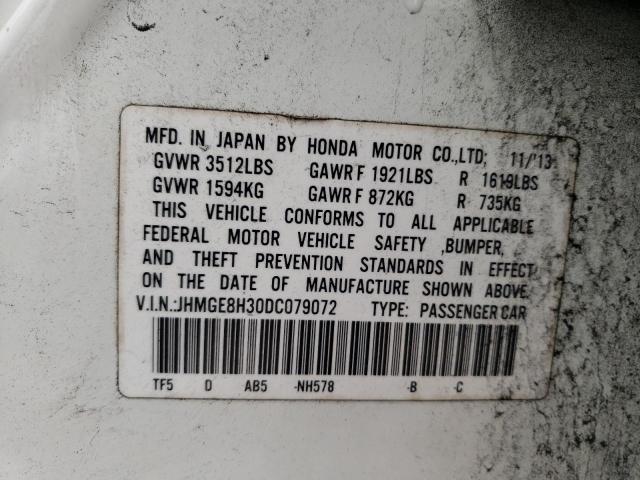 MFD. IN JAPAN BY HONDA MOTOR CO.,LTD; 11/'13
GVWR 3512LBS GAWR F 1921LBS R 1619LBS
GVWR 1594KG GAWR F 872KG R 735KG
THIS VEHICLE CONFORMS TO ALL APPLICABLE
FEDERAL MOTOR VEHICLE SAFETY ,BUMPER,
AND THEFT PREVENTION STANDARDS IN EFFECT
ON THE DATE OF MANUFACTURE SHOWN ABOVE.
V.I.N.:JHMGE8H30DC079072 TYPE: PASSENGER CAR
TF5 D AB5 -NH578 -B -C